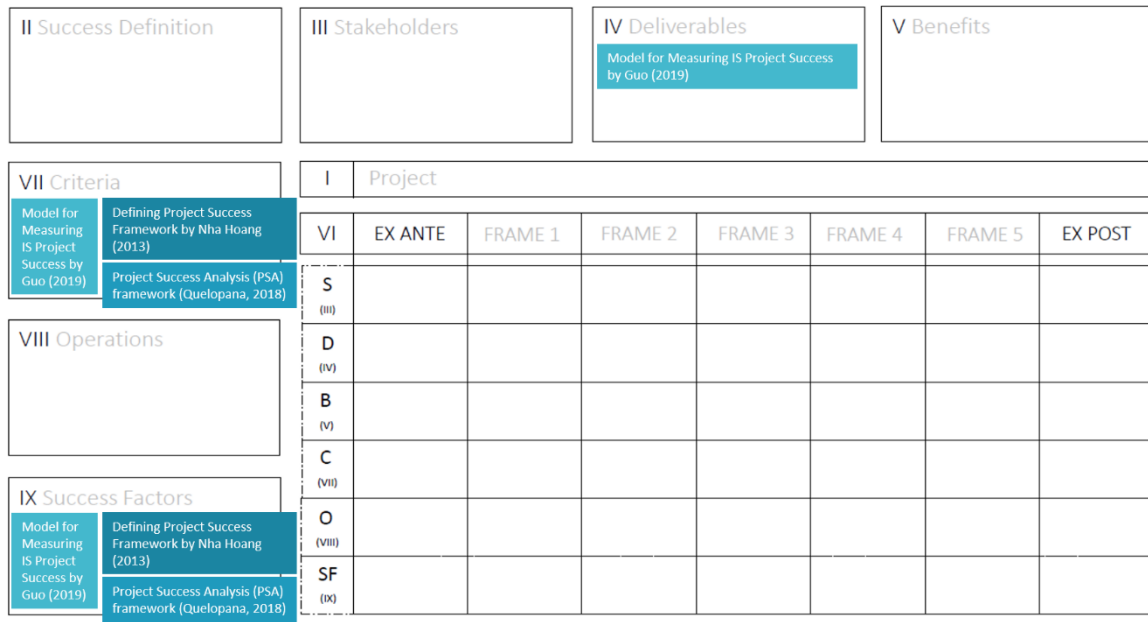 II Success Definition
III Stakeholders
IV Deliverables
Model for Measuring IS Project Success
by Guo (2019)
V Benefits
VII Criteria
Model for
Measuring
IS Project
Success by
Guo (2019)
Defining Project Success
Framework by Nha Hoang
(2013)
Project Success Analysis (PSA)
framework (Quelopana, 2018)
I Project
VI EX ANTE FRAME 1 FRAME 2 FRAME 3 FRAME 4 FRAME 5 EX POST
S
(III)
D
(IV)
B
(V)
C
(VII)
O
(VIII)
SF
(IX)
VIII Operations
IX Success Factors
Model for
Measuring
IS Project
Success by
Guo (2019)
Defining Project Success
Framework by Nha Hoang
(2013)
Project Success Analysis (PSA)
framework (Quelopana, 2018)